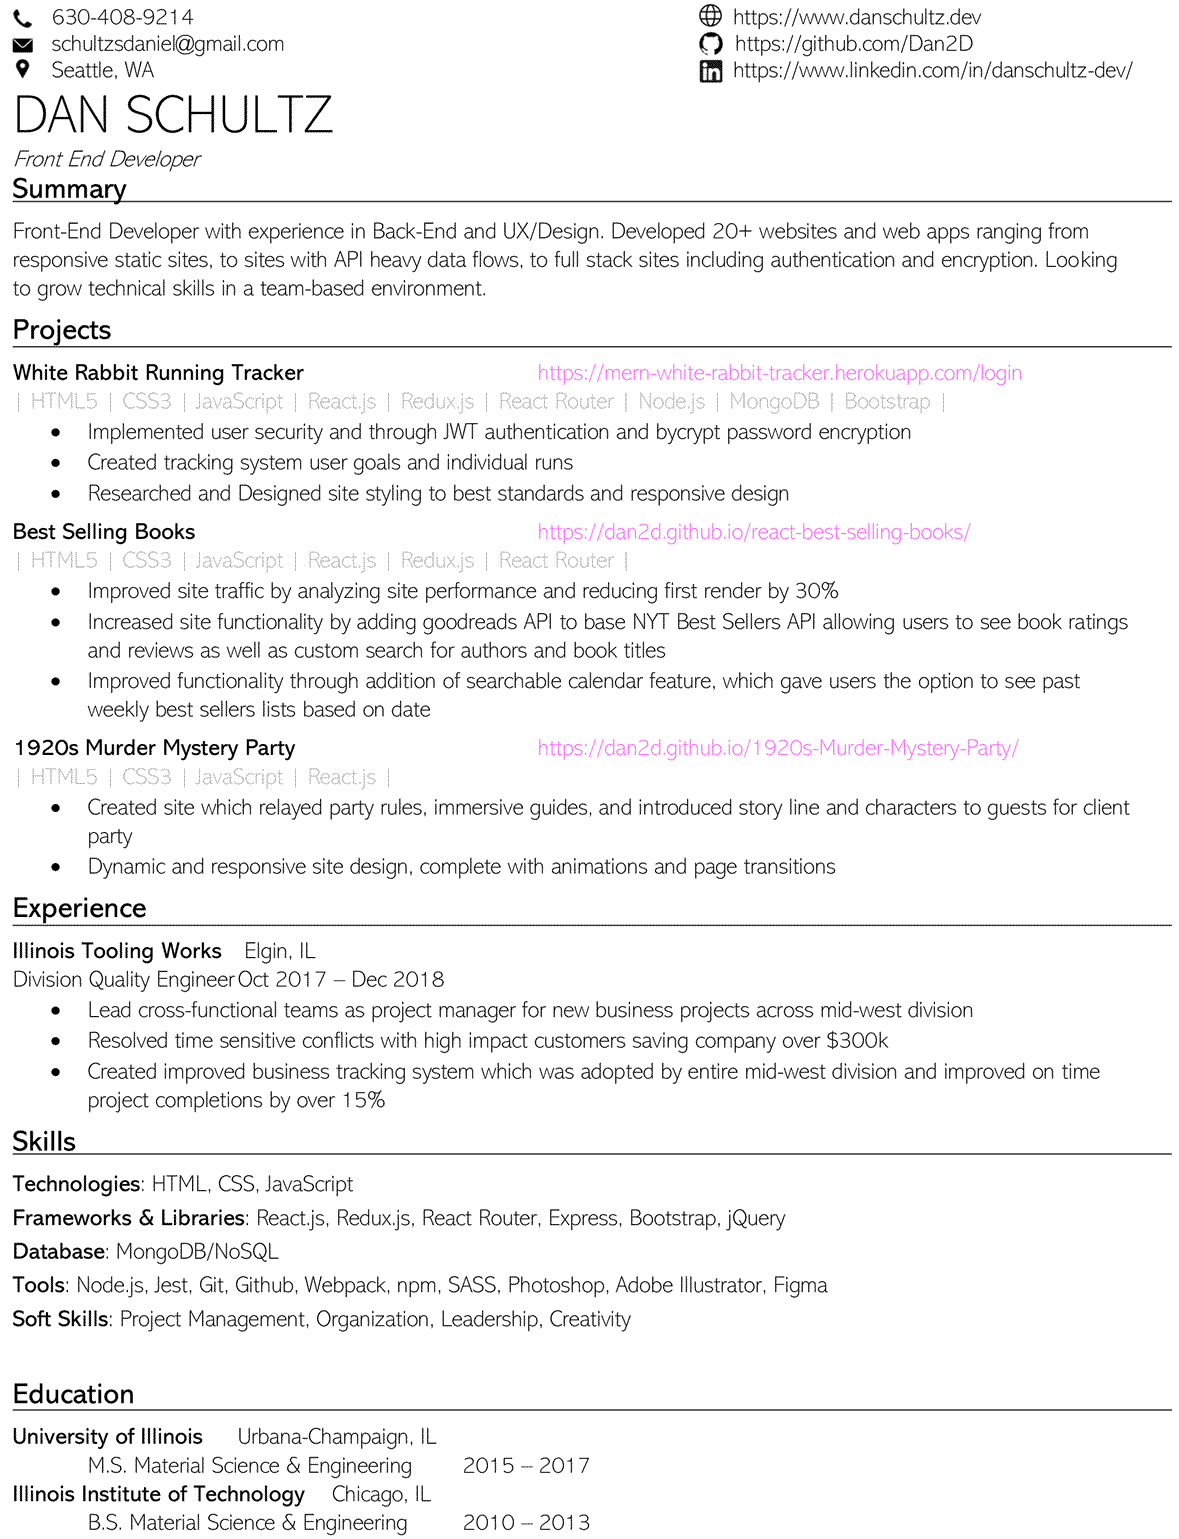 630-408-9214
schultzsdaniel@gmail.com
Seattle, WA
https://www.danschultz.dev
https://github.com/Dan2D
https://www.linkedin.com/in/danschultz-dev/
DAN SCHULTZ
Front End Developer
Summary
Front-End Developer with experience in Back-End and UX/Design. Developed 20+ websites and web apps ranging from
responsive static sites, to sites with API heavy data flows, to full stack sites including authentication and encryption. Looking
to grow technical skills in a team-based environment.
Projects
White Rabbit Running Tracker https://mern-white-rabbit-tracker.herokuapp.com/login
| HTML5 | CSS3 | JavaScript | React.js | Redux.js | React Router | Node.js | MongoDB | Bootstrap |
• Implemented user security and through JWT authentication and bycrypt password encryption
• Created tracking system user goals and individual runs
• Researched and Designed site styling to best standards and responsive design
Best Selling Books https://dan2d.github.io/react-best-selling-books/
| HTML5 | CSS3 | JavaScript | React.js | Redux.js | React Router |
• Improved site traffic by analyzing site performance and reducing first render by 30%
• Increased site functionality by adding goodreads API to base NYT Best Sellers API allowing users to see book ratings
and reviews as well as custom search for authors and book titles
• Improved functionality through addition of searchable calendar feature, which gave users the option to see past
weekly best sellers lists based on date
1920s Murder Mystery Party https://dan2d.github.io/1920s-Murder-Mystery-Party/
| HTML5 | CSS3 | JavaScript | React.js |
• Created site which relayed party rules, immersive guides, and introduced story line and characters to guests for client
party
• Dynamic and responsive site design, complete with animations and page transitions
Experience
Illinois Tooling Works Elgin, IL
Division Quality Engineer Oct 2017 – Dec 2018
• Lead cross-functional teams as project manager for new business projects across mid-west division
• Resolved time sensitive conflicts with high impact customers saving company over $300k
• Created improved business tracking system which was adopted by entire mid-west division and improved on time
project completions by over 15%
Skills
Technologies: HTML, CSS, JavaScript
Frameworks & Libraries: React.js, Redux.js, React Router, Express, Bootstrap, jQuery
Database: MongoDB/NoSQL
Tools: Node.js, Jest, Git, Github, Webpack, npm, SASS, Photoshop, Adobe Illustrator, Figma
Soft Skills: Project Management, Organization, Leadership, Creativity
Education
University of Illinois Urbana-Champaign, IL
M.S. Material Science & Engineering 2015 – 2017
Illinois Institute of Technology Chicago, IL
B.S. Material Science & Engineering 2010 – 2013